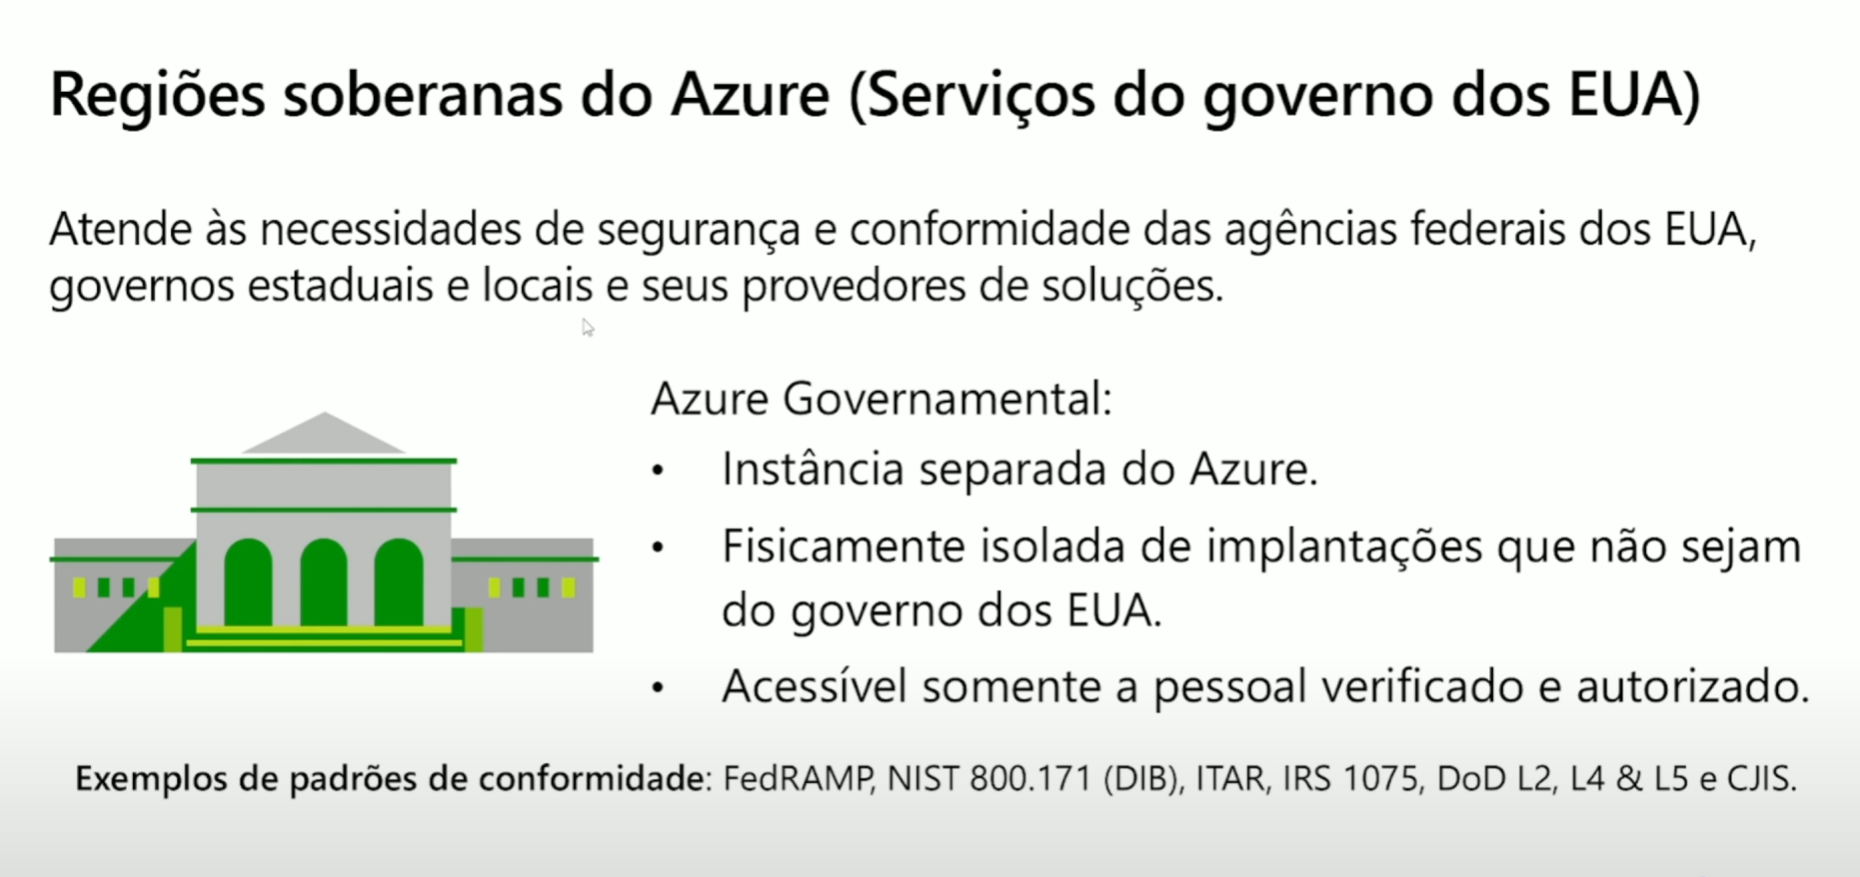 Regiões soberanas do Azure (Serviços do governo dos EUA)
Atende às necessidades de segurança e conformidade das agências federais dos EUA,
governos estaduais e locais e seus provedores de soluções.
Azure Governamental:
• Instância separada do Azure.
• Fisicamente isolada de implantações que não sejam
do governo dos EUA.
• Acessível somente a pessoal verificado e autorizado.
Exemplos de padrões de conformidade: FedRAMP, NIST 800.171 (DIB), ITAR, IRS 1075, DoD L2, L4 & L5 e CJIS.